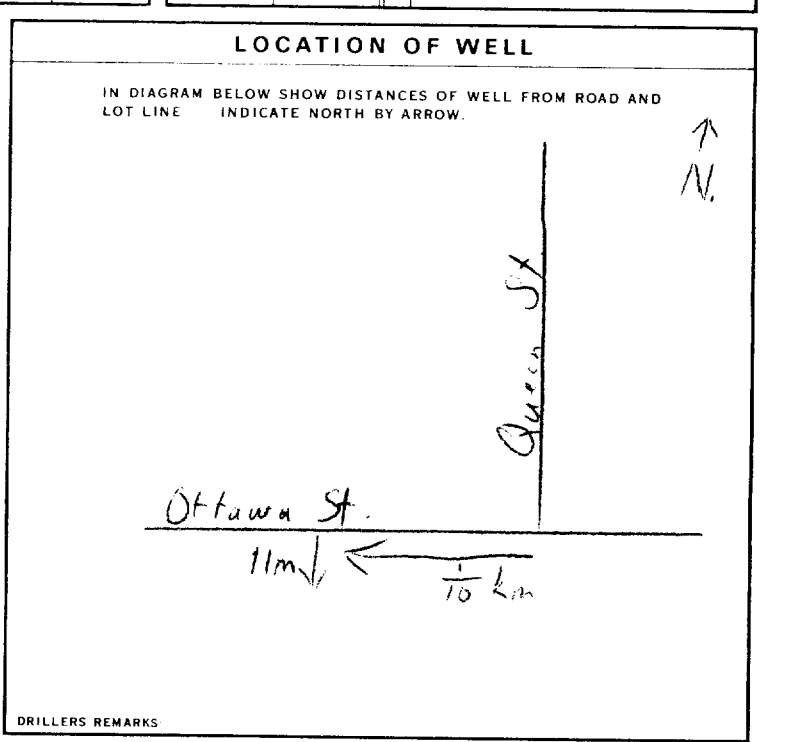 LOCATION OF WELL
IN DIAGRAM BELOW SHOW DISTANCES OF WELL FROM ROAD AND
LOT LINE INDICATE NORTH BY ARROW.
N.
Queen St
Ottawa St.
11m
1/10 km
DRILLERS REMARKS